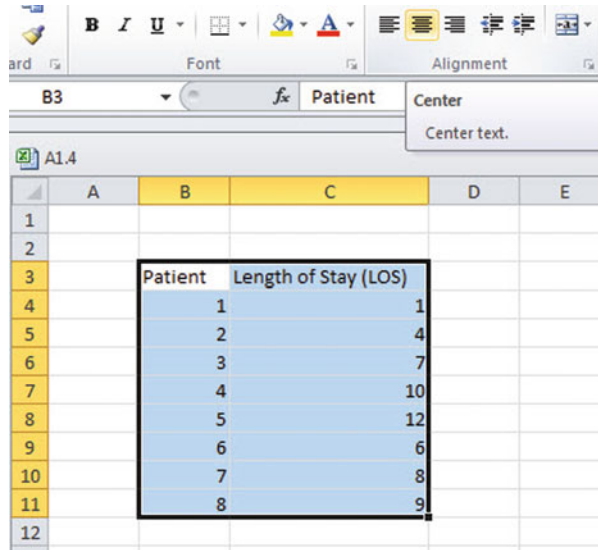 B I U A a
ard Font Alignment
B3 fx Patient
Center
Center text.
A1.4
A B C D E
1
2
3 Patient Length of Stay (LOS)
4 1 1
5 2 4
6 3 7
7 4 10
8 5 12
9 6 6
10 7 8
11 8 9
12